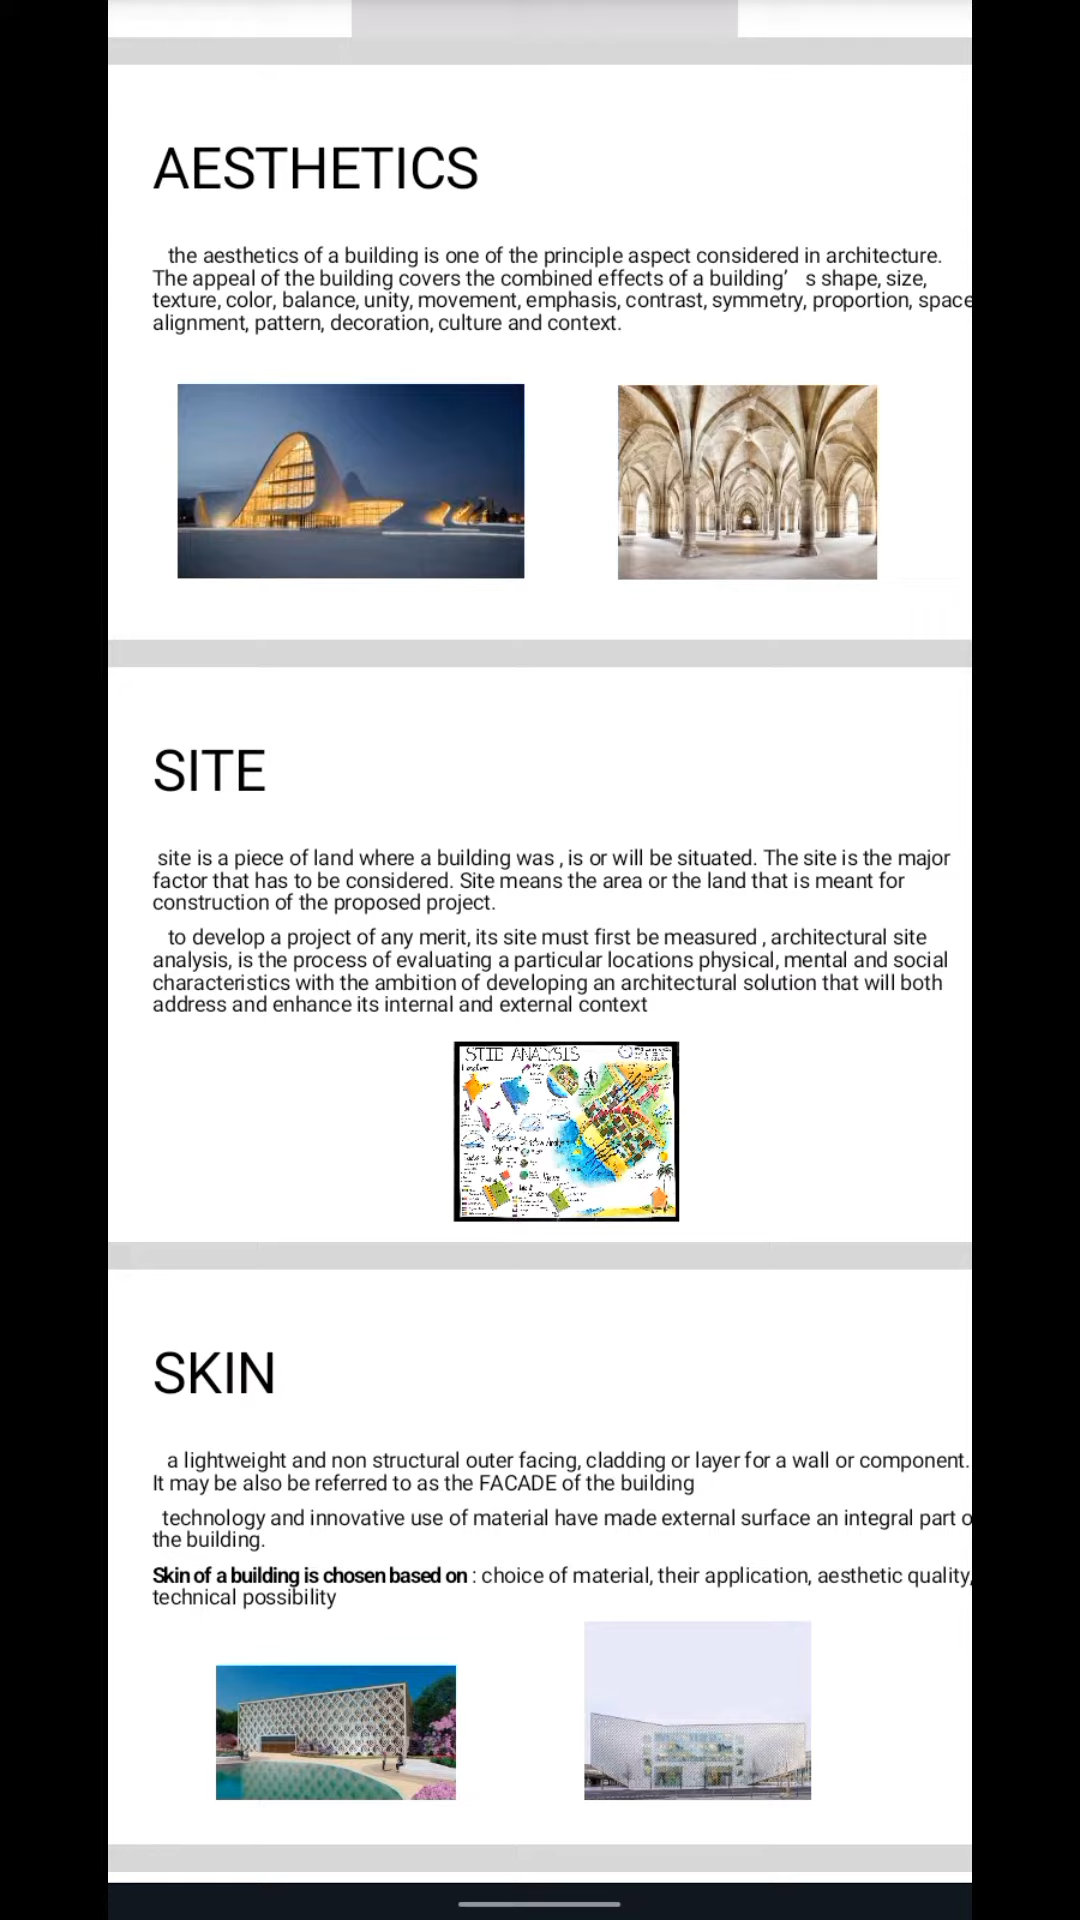 AESTHETICS
the aesthetics of a building is one of the principle aspect considered in architecture.
The appeal of the building covers the combined effects of a building’ s shape, size,
texture, color, balance, unity, movement, emphasis, contrast, symmetry, proportion, space
alignment, pattern, decoration, culture and context.
SITE
site is a piece of land where a building was , is or will be situated. The site is the major
factor that has to be considered. Site means the area or the land that is meant for
construction of the proposed project.
to develop a project of any merit, its site must first be measured , architectural site
analysis, is the process of evaluating a particular locations physical, mental and social
characteristics with the ambition of developing an architectural solution that will both
address and enhance its internal and external context
SITE ANALYSIS
SKIN
a lightweight and non structural outer facing, cladding or layer for a wall or component.
It may be also be referred to as the FACADE of the building
technology and innovative use of material have made external surface an integral part o
the building.
Skin of a building is chosen based on : choice of material, their application, aesthetic quality,
technical possibility